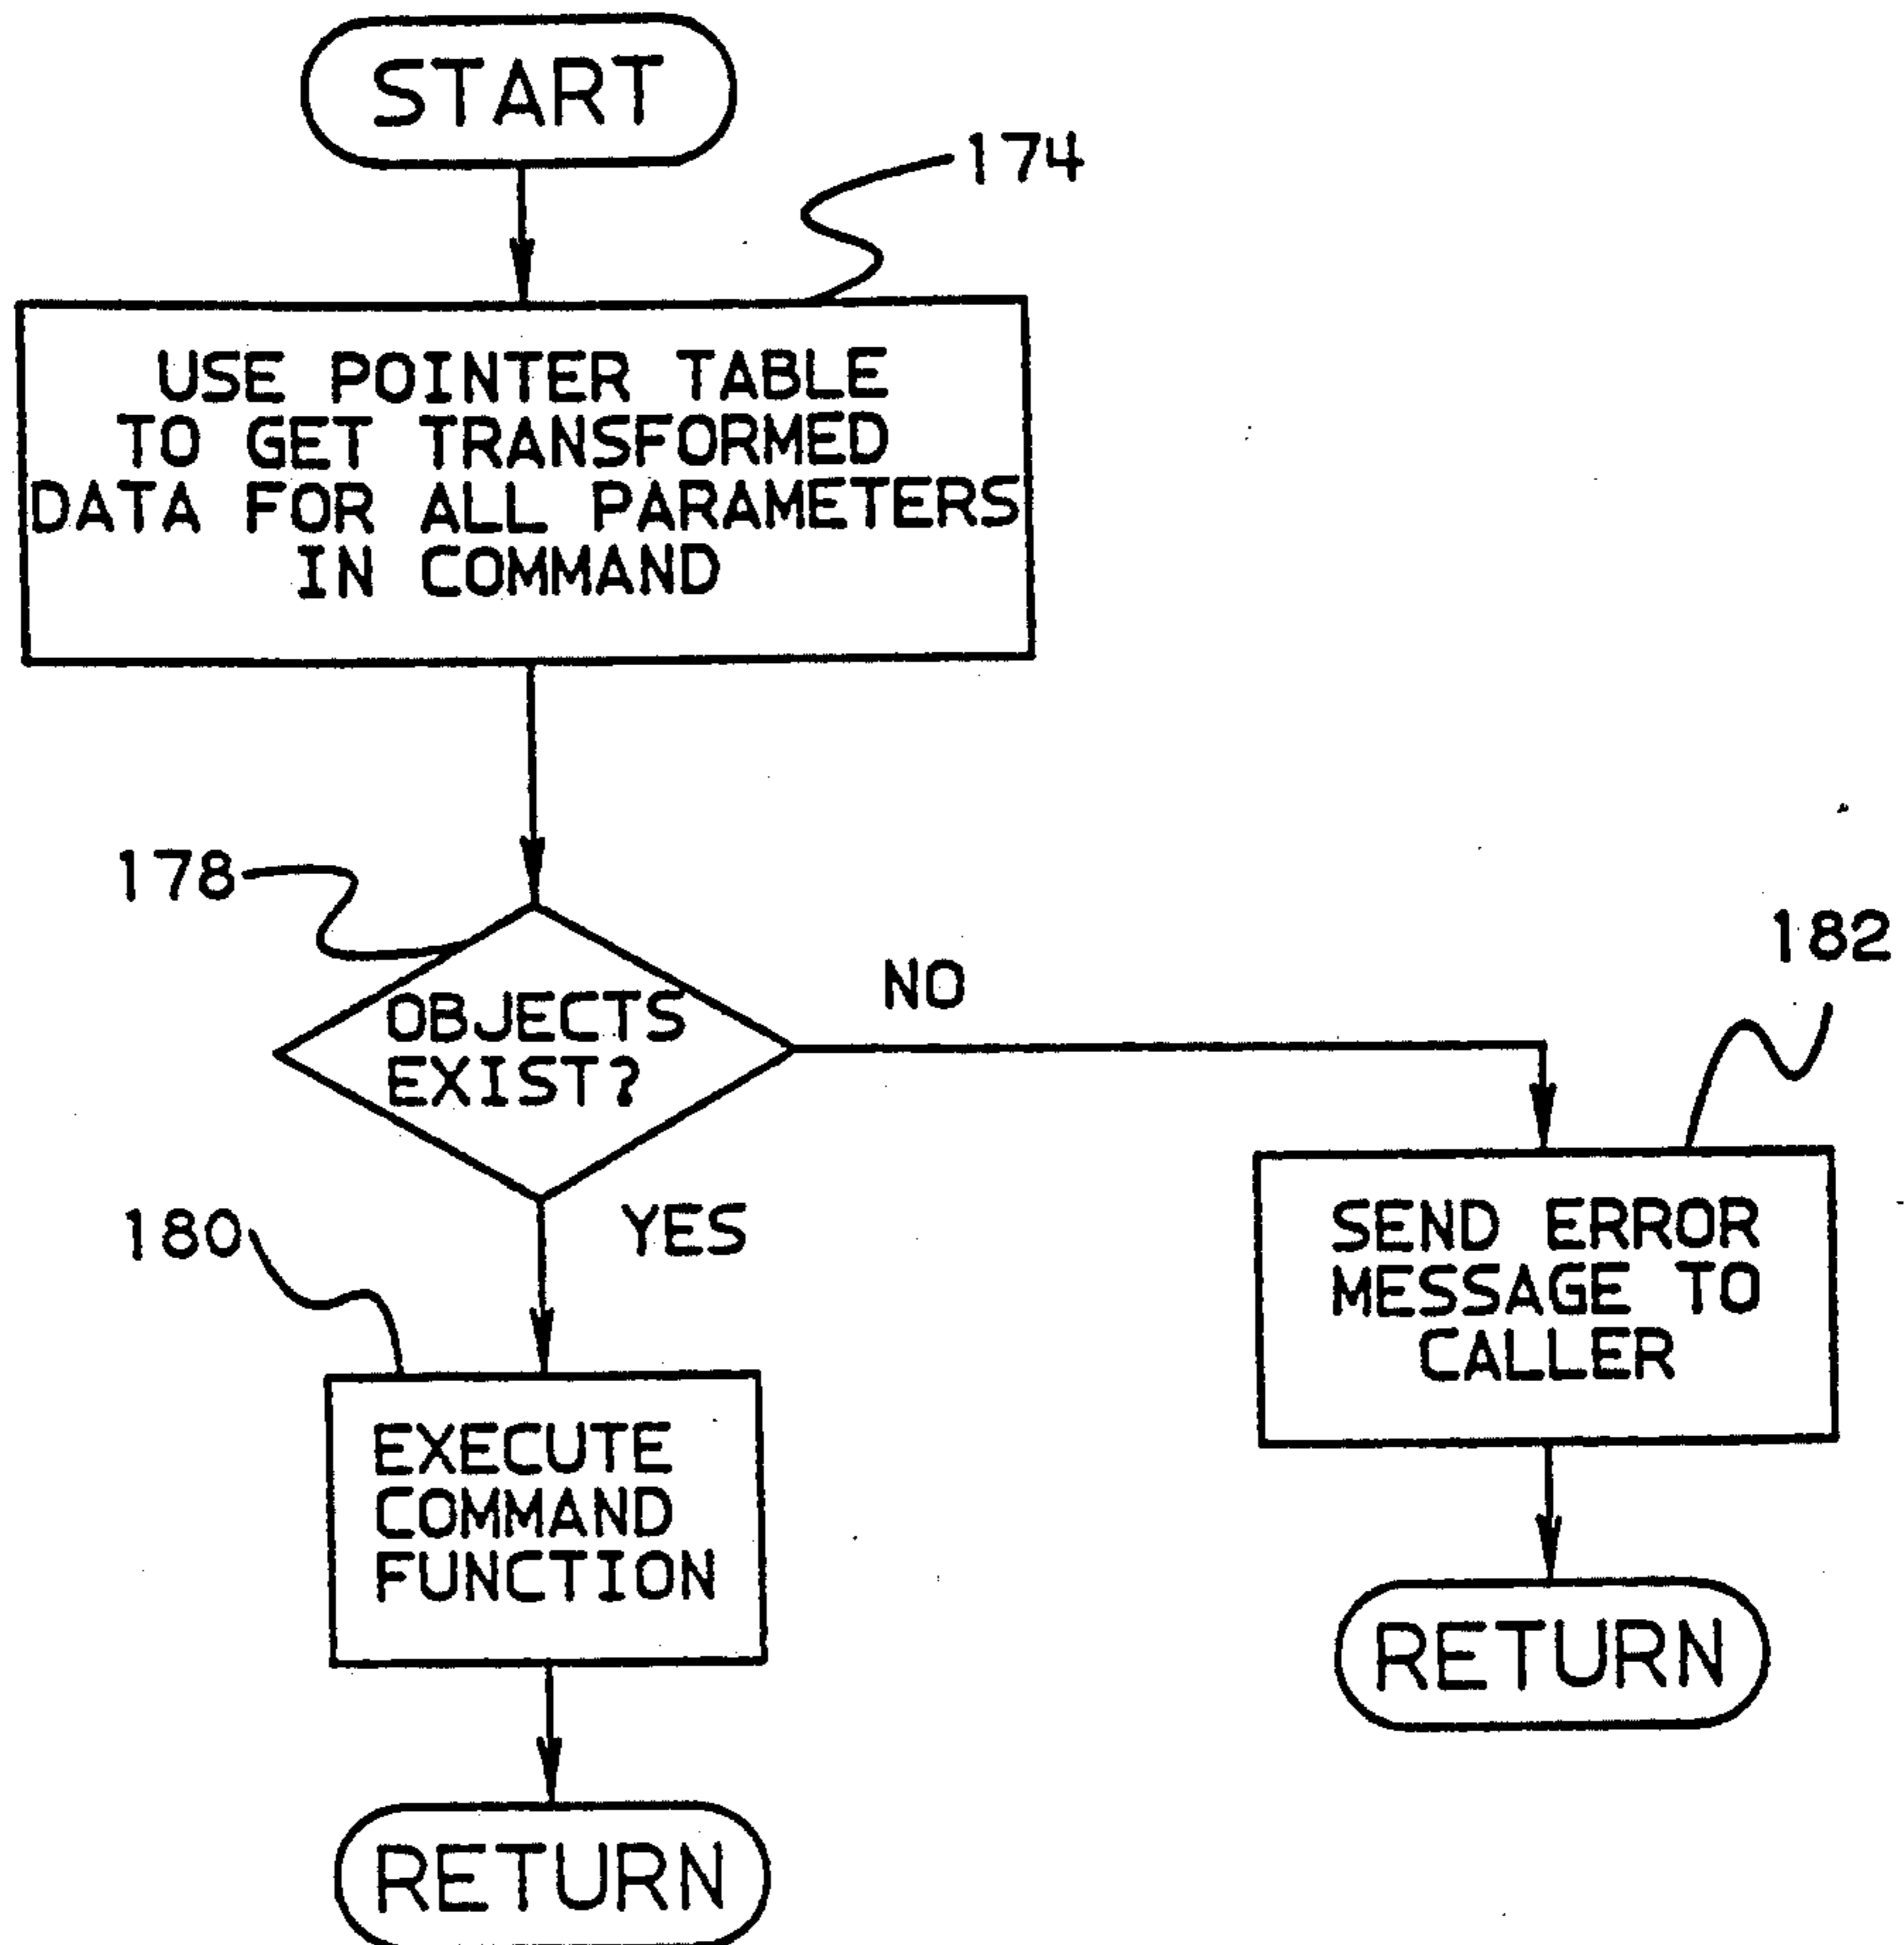 START
174
USE POINTER TABLE
TO GET TRANSFORMED
DATA FOR ALL PARAMETERS
IN COMMAND
178
OBJECTS
EXIST?
NO
182
YES
180
SEND ERROR
MESSAGE TO
CALLER
EXECUTE
COMMAND
FUNCTION
RETURN
RETURN